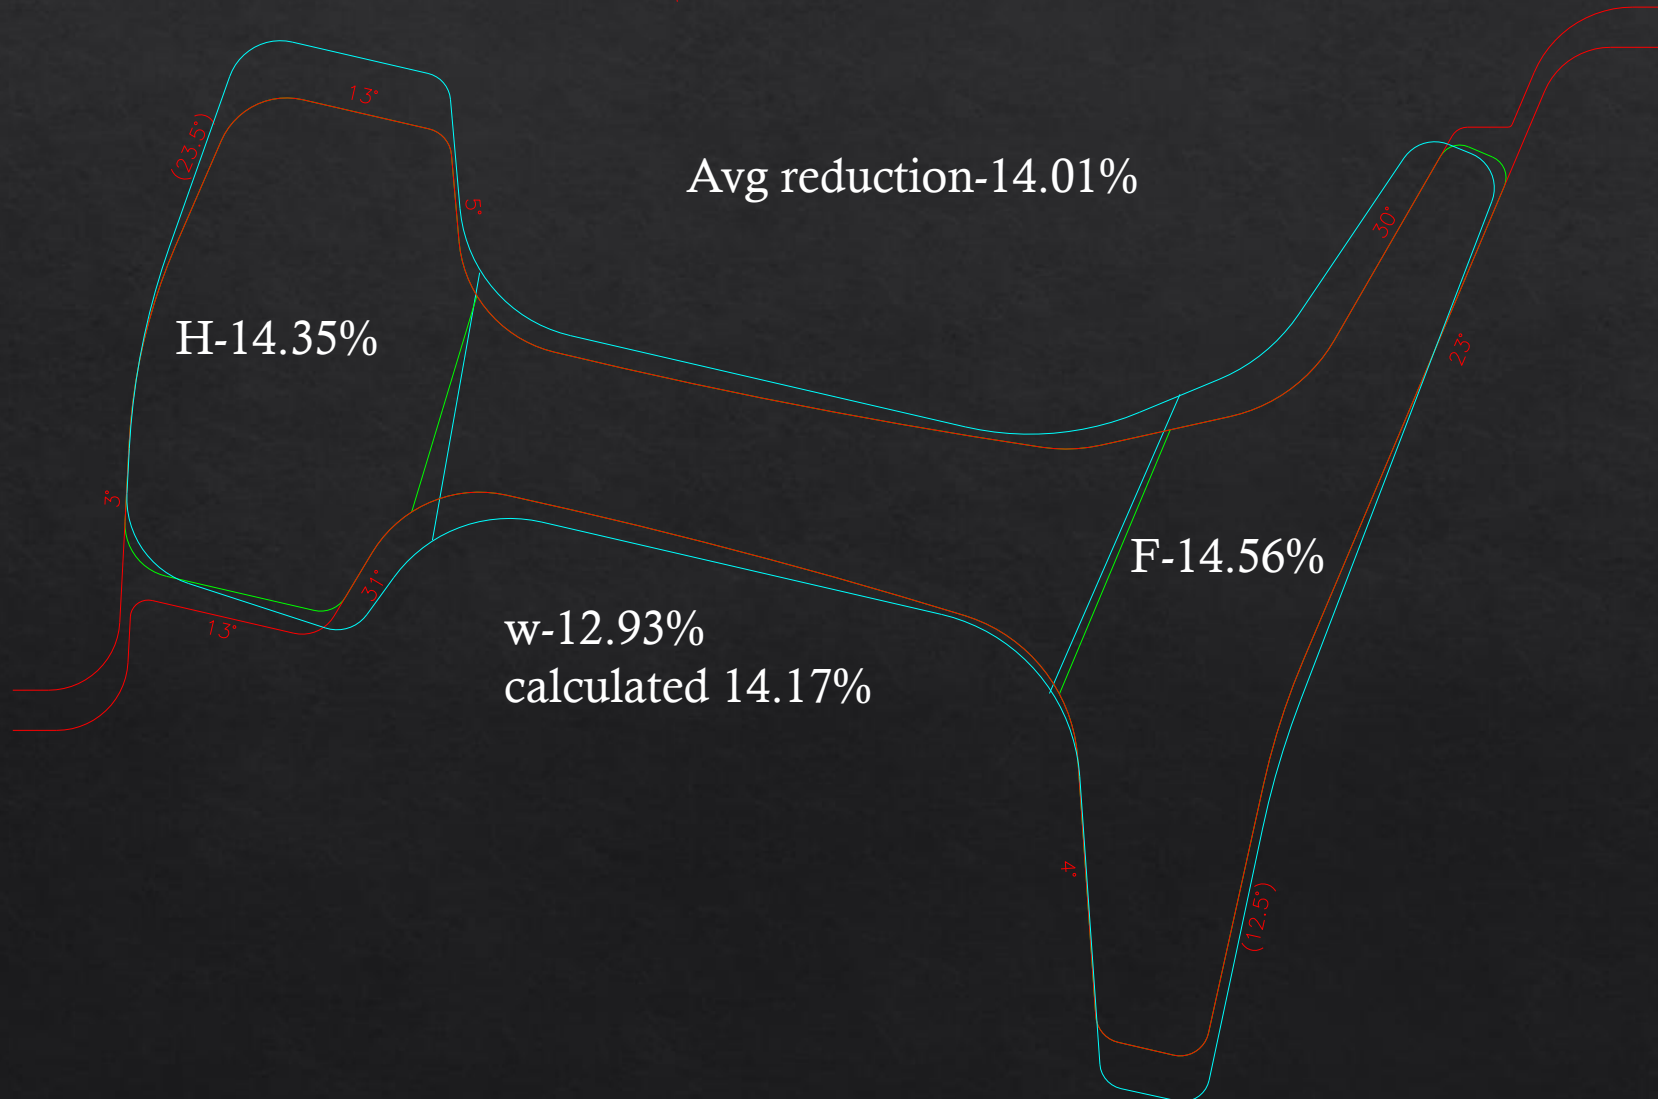 13°
(23.5°)
Avg reduction-14.01%
5°
30°
H-14.35%
23°
3°
F-14.56%
31°
13°
w-12.93%
calculated 14.17%
4°
(12.5°)